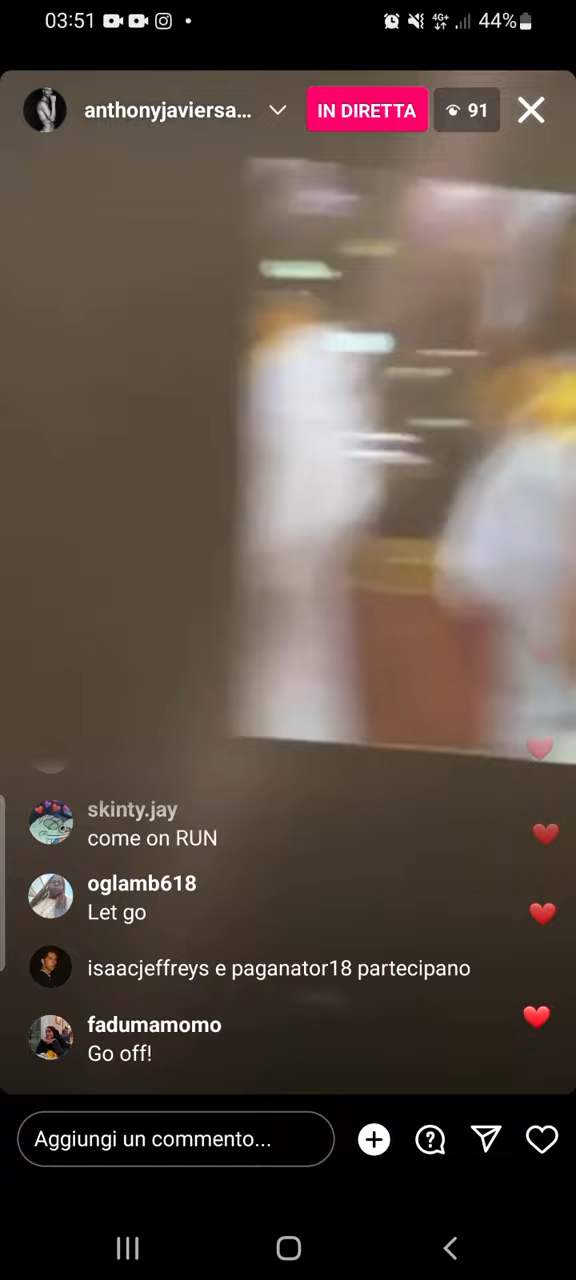 03:51 4G+ 44%
anthonyjaviersa... IN DIRETTA 91
skinty.jay
come on RUN
oglamb618
Let go
isaacjeffreys e paganator18 partecipano
fadumamomo
Go off!
Aggiungi un commento...